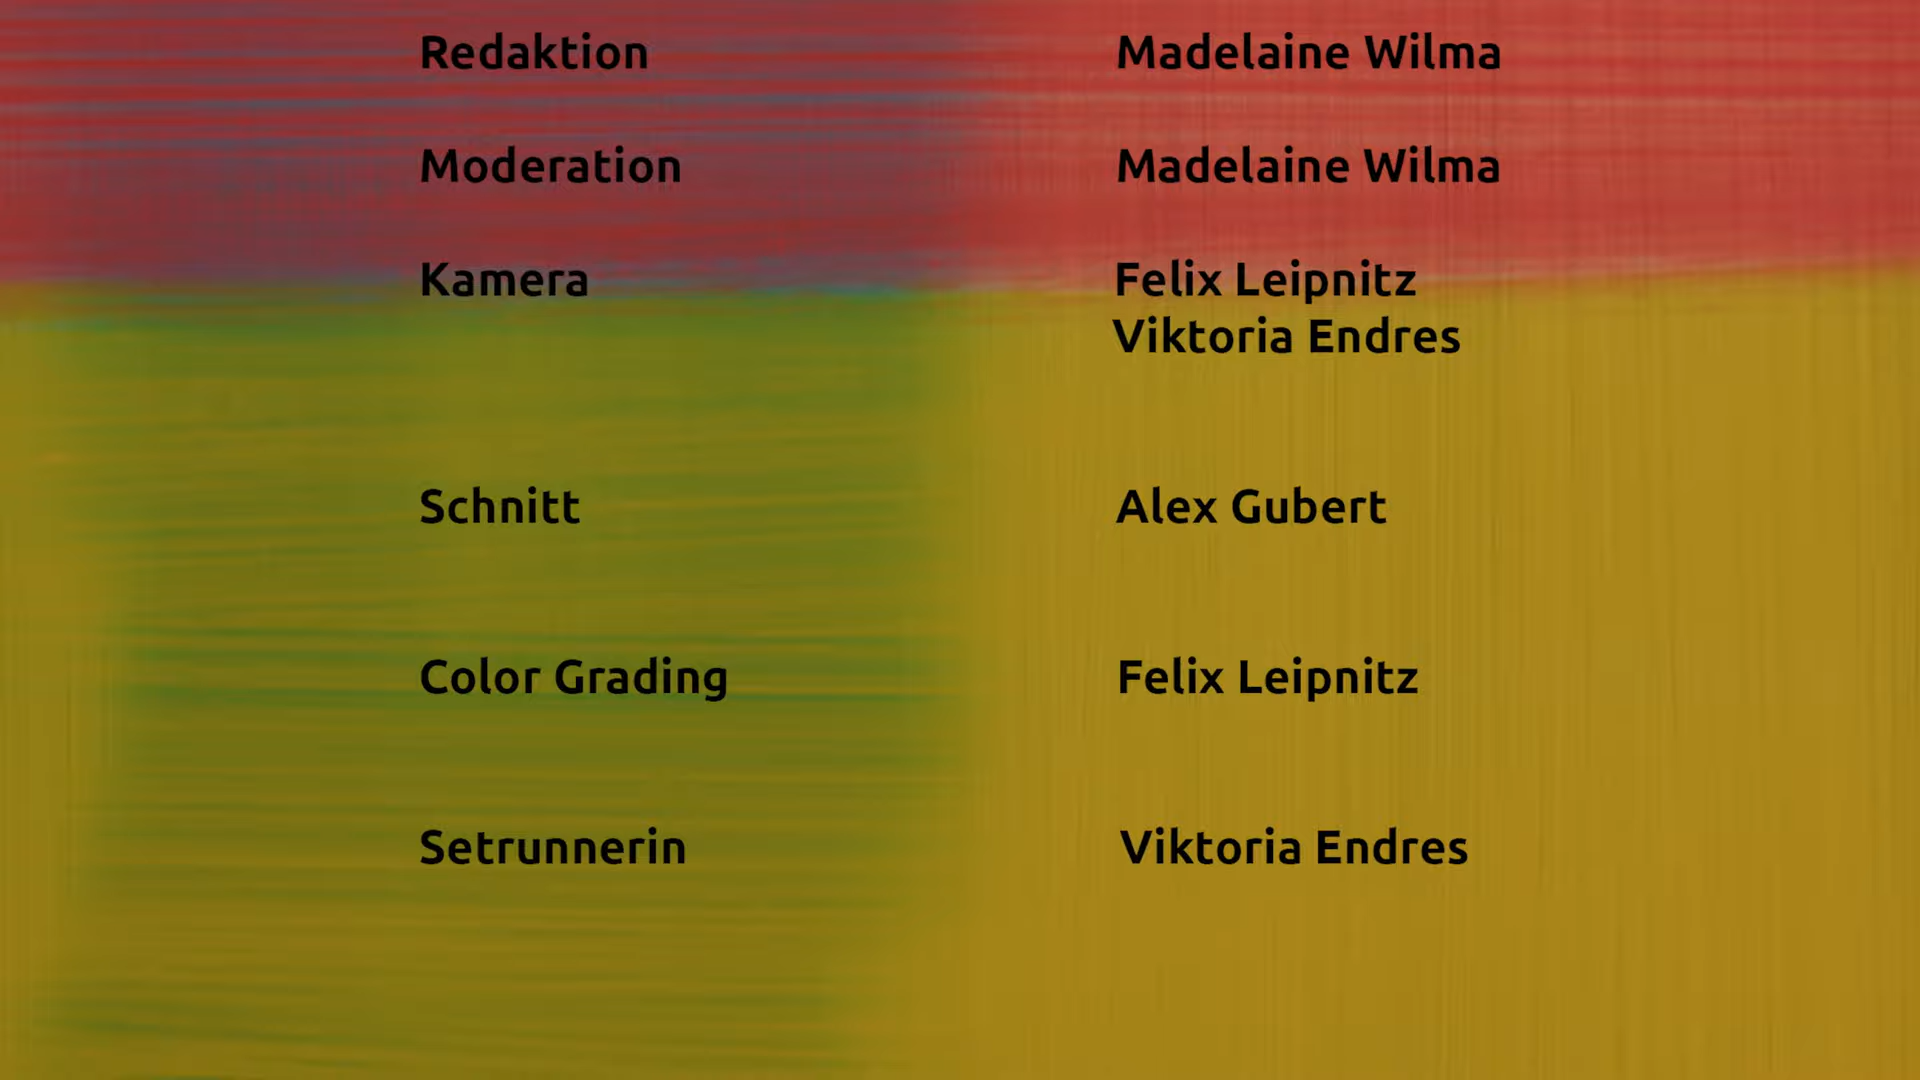 Redaktion Madelaine Wilma
Moderation Madelaine Wilma
Kamera Felix Leipnitz
Viktoria Endres
Schnitt Alex Gubert
Color Grading Felix Leipnitz
Setrunnerin Viktoria Endres